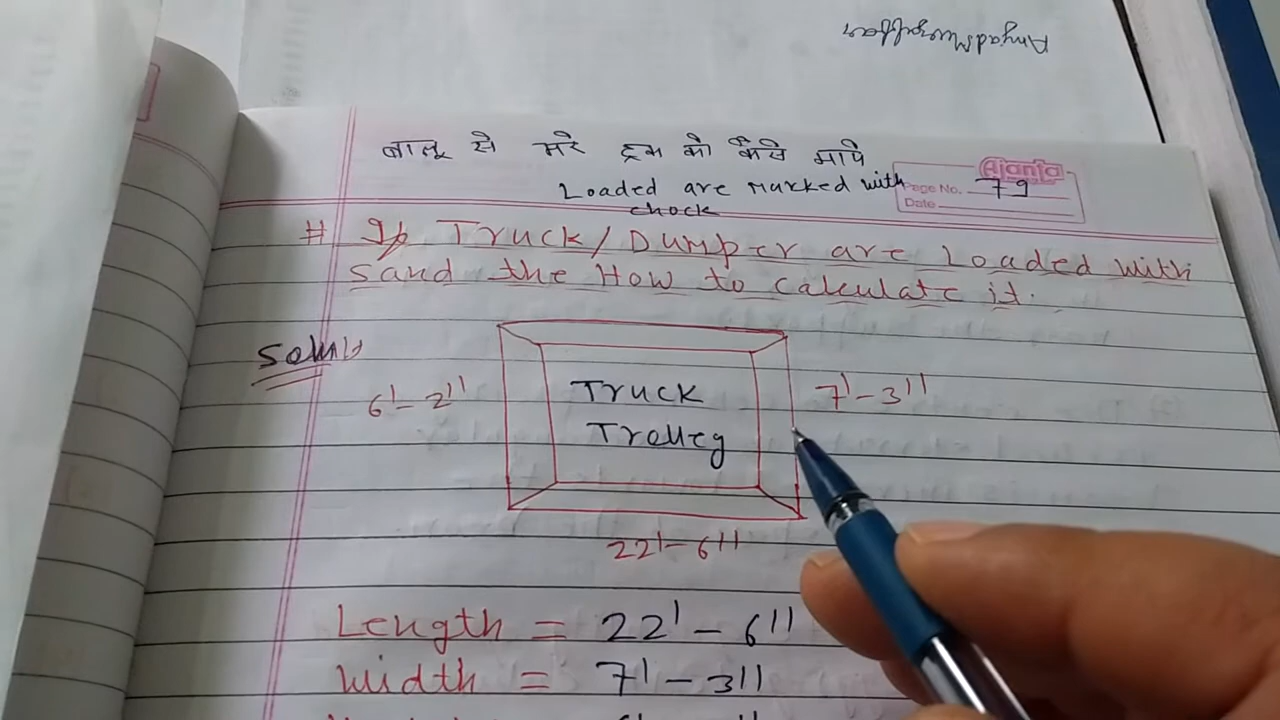 बालू से भरे ट्रक को कैसे मापे
Loaded are Marked with
chock
Ajanta
Page No. 79
Date
# If Truck/Dumper are Loaded with
sand the How to calculate it.
Soln
6'-2"
Truck
Trolley
7'-3"
22'-6"
Length = 22'-6"
Width = 7'-3"